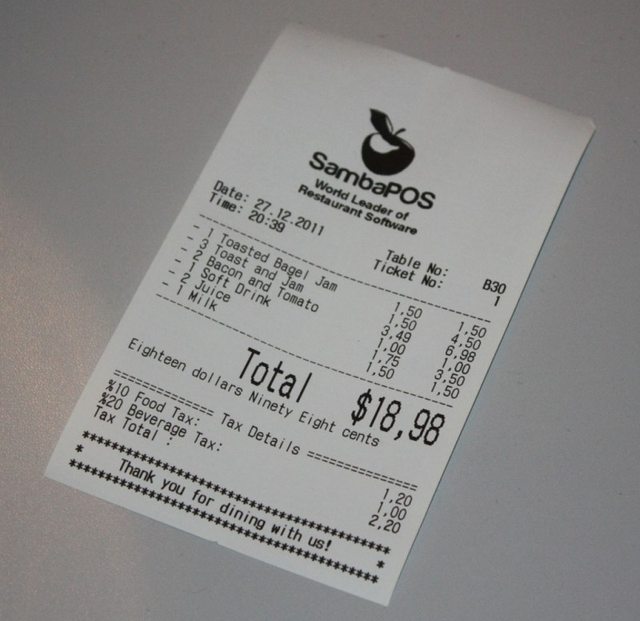 SambaPOS
World Leader of
Restaurant Software
Date: 27.12.2011 Table No: B30
Time: 20:39 Ticket No: 1
- 1 Toasted Bagel Jam 1,50 1,50
- 3 Toast and Jam 1,50 4,50
- 2 Bacon and Tomato 3,49 6,98
- 1 Soft Drink 1,00 1,00
- 2 Juice 1,75 3,50
- 1 Milk 1,50 1,50
Total $18,98
Eighteen dollars Ninety Eight cents
============== Tax Details ==============
%10 Food Tax: 1,20
%20 Beverage Tax: 1,00
Tax Total : 2,20
******************************************
* Thank you for dining with us! *
******************************************